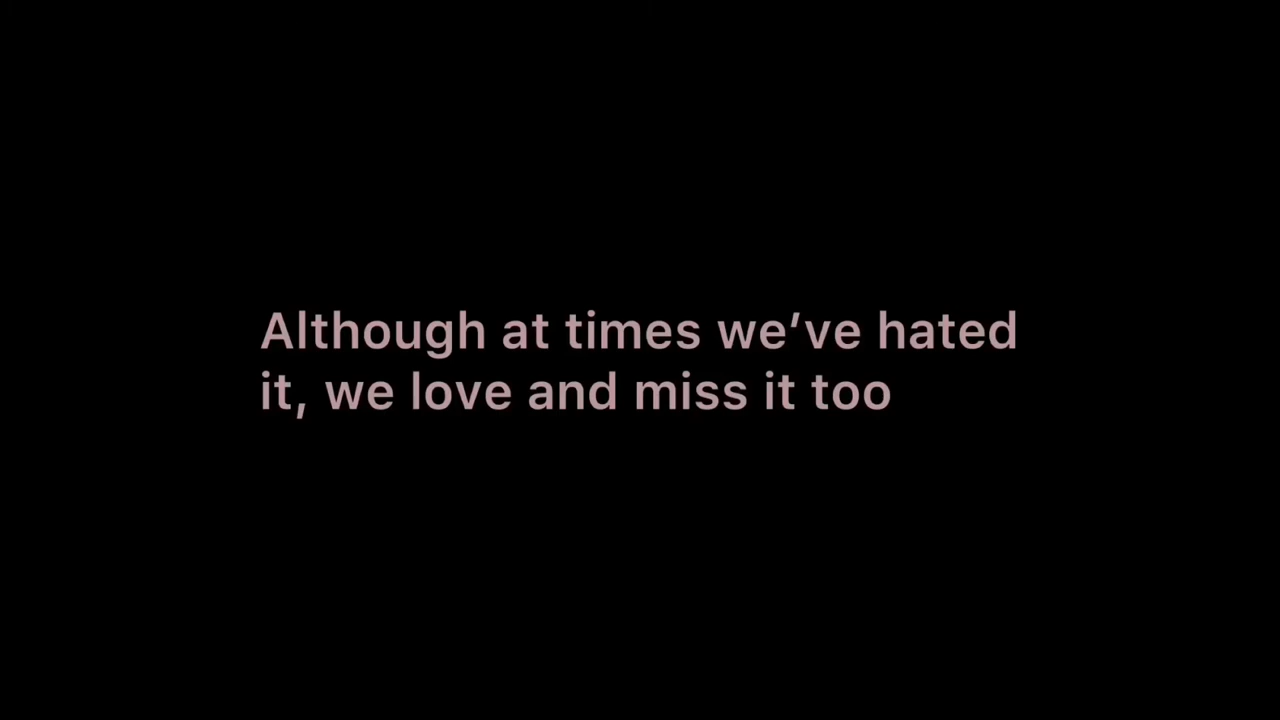 Although at times we’ve hated
it, we love and miss it too